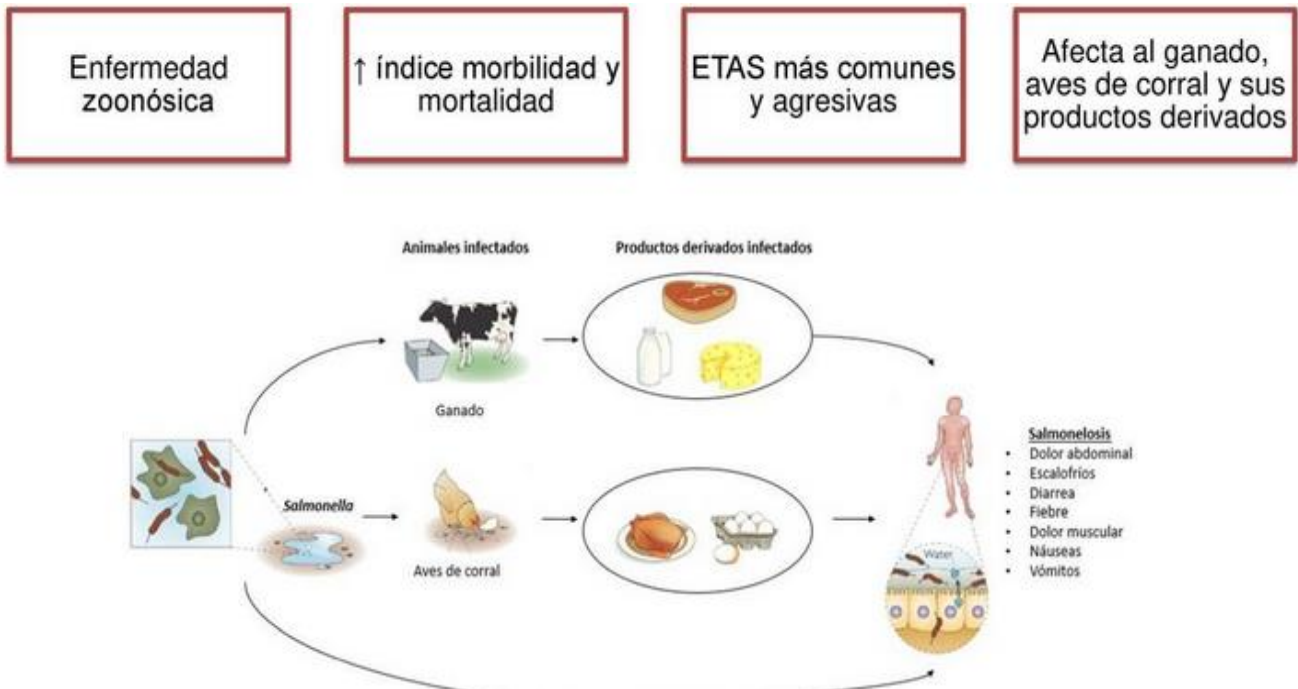 Enfermedad
zoonósica
↑ índice morbilidad y
mortalidad
ETAS más comunes
y agresivas
Afecta al ganado,
aves de corral y sus
productos derivados
Animales infectados
Productos derivados infectados
Ganado
Salmonella
Aves de corral
Water
Salmonelosis
• Dolor abdominal
• Escalofríos
• Diarrea
• Fiebre
• Dolor muscular
• Náuseas
• Vómitos